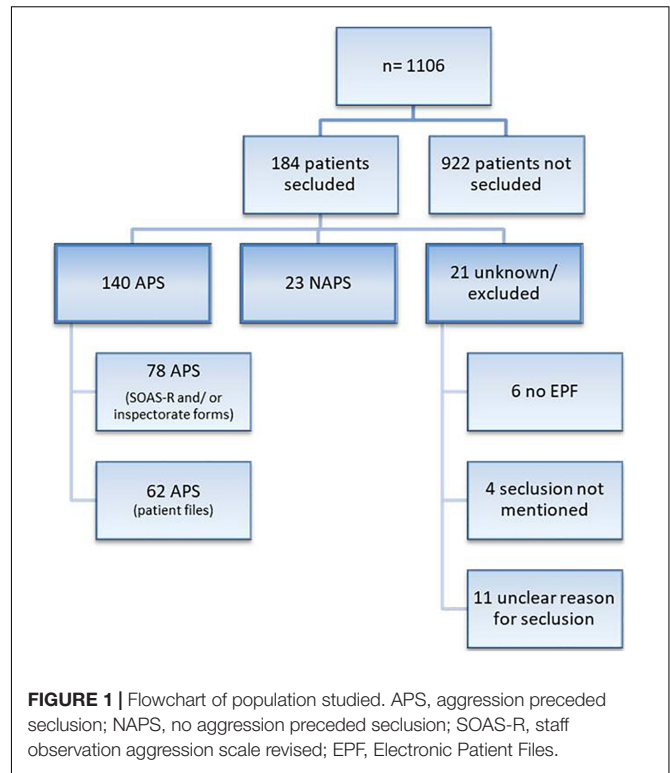 n= 1106
184 patients
secluded
922 patients not
secluded
140 APS
23 NAPS
21 unknown/
excluded
78 APS
(SOAS-R and/ or
inspectorate forms)
62 APS
(patient files)
6 no EPF
4 seclusion not
mentioned
11 unclear reason
for seclusion
FIGURE 1 | Flowchart of population studied. APS, aggression preceded
seclusion; NAPS, no aggression preceded seclusion; SOAS-R, staff
observation aggression scale revised; EPF, Electronic Patient Files.